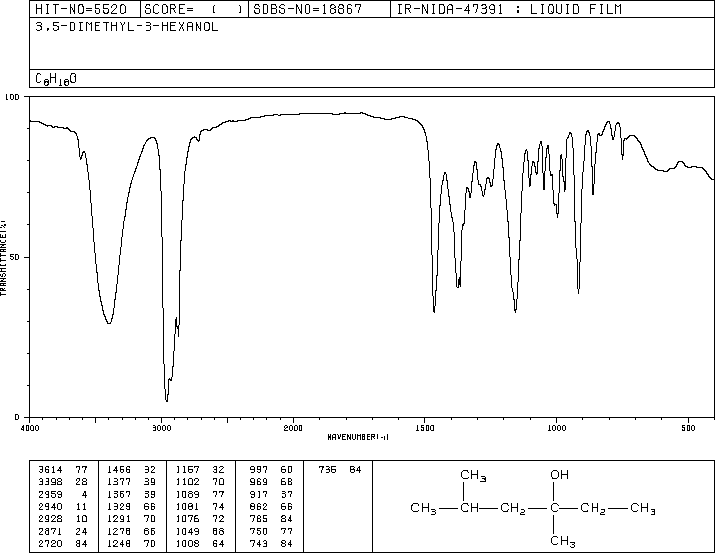 HIT-NO=5520 SCORE= ( ) SDBS-NO=18867 IR-NIDA-47391 : LIQUID FILM
3,5-DIMETHYL-3-HEXANOL
C8H18O
100
50
0
TRANSMITTANCE(%)
4000 3000 2000 1500 1000 500
WAVENUMBER(-1)
3614 77 1466 32 1157 32 997 60 736 84
3398 28 1377 39 1102 70 969 68
2959 4 1367 39 1089 77 917 37
2940 11 1329 66 1081 74 862 66
2928 10 1291 70 1076 72 785 84
2871 24 1278 66 1049 68 750 77
2720 84 1248 70 1008 64 743 84
CH3 OH
CH3 CH CH2 C CH2 CH3
CH3